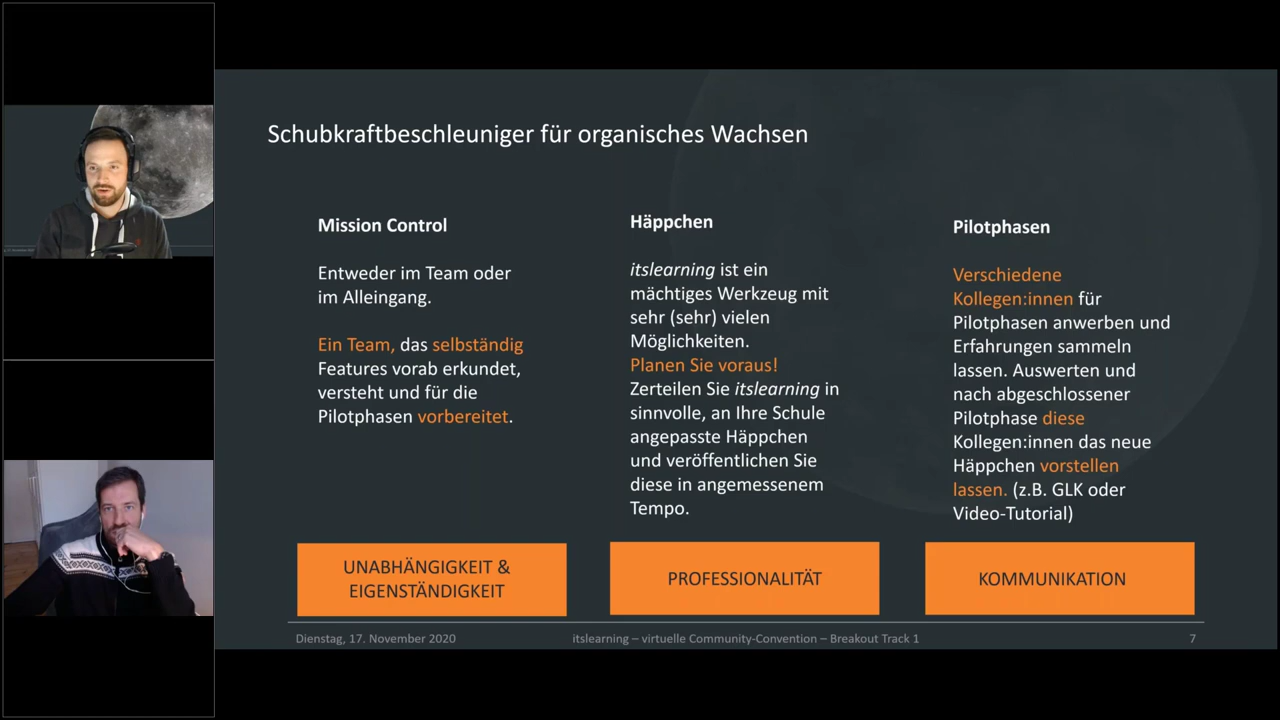 Schubkraftbeschleuniger für organisches Wachsen
Mission Control
Entweder im Team oder
im Alleingang.
Ein Team, das selbständig
Features vorab erkundet,
versteht und für die
Pilotphasen vorbereitet.
UNABHÄNGIGKEIT &
EIGENSTÄNDIGKEIT
Häppchen
itslearning ist ein
mächtiges Werkzeug mit
sehr (sehr) vielen
Möglichkeiten.
Planen Sie voraus!
Zerteilen Sie itslearning in
sinnvolle, an Ihre Schule
angepasste Häppchen
und veröffentlichen Sie
diese in angemessenem
Tempo.
PROFESSIONALITÄT
Pilotphasen
Verschiedene
Kollegen:innen für
Pilotphasen anwerben und
Erfahrungen sammeln
lassen. Auswerten und
nach abgeschlossener
Pilotphase diese
Kollegen:innen das neue
Häppchen vorstellen
lassen. (z.B. GLK oder
Video-Tutorial)
KOMMUNIKATION
Dienstag, 17. November 2020
itslearning – virtuelle Community-Convention – Breakout Track 1
7